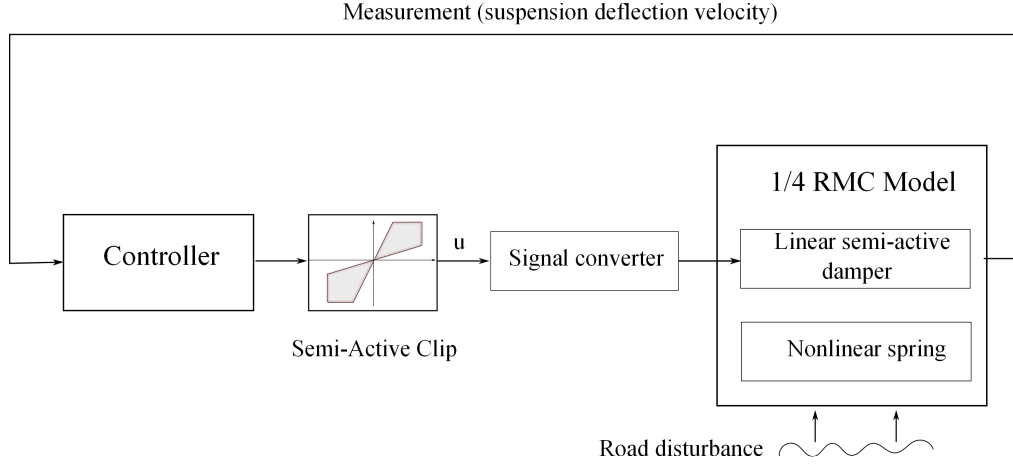 Measurement (suspension deflection velocity)
1/4 RMC Model
Controller
u
Signal converter
Linear semi-active
damper
Semi-Active Clip
Nonlinear spring
Road disturbance